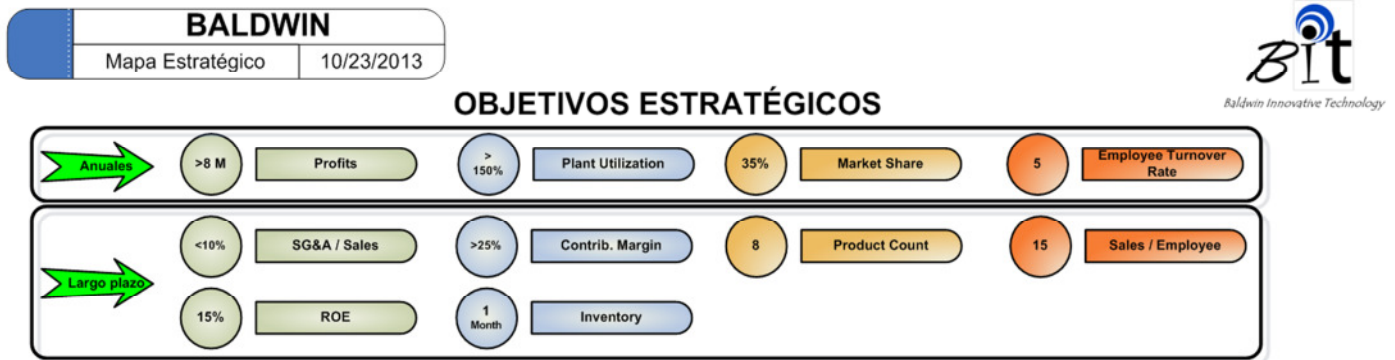 BALDWIN
Mapa Estratégico 10/23/2013
BIt
Baldwin Innovative Technology
OBJETIVOS ESTRATÉGICOS
Anuales
>8 M
Profits
>
150%
Plant Utilization
35%
Market Share
5
Employee Turnover
Rate
Largo plazo
<10%
SG&A / Sales
>25%
Contrib. Margin
8
Product Count
15
Sales / Employee
15%
ROE
1
Month
Inventory